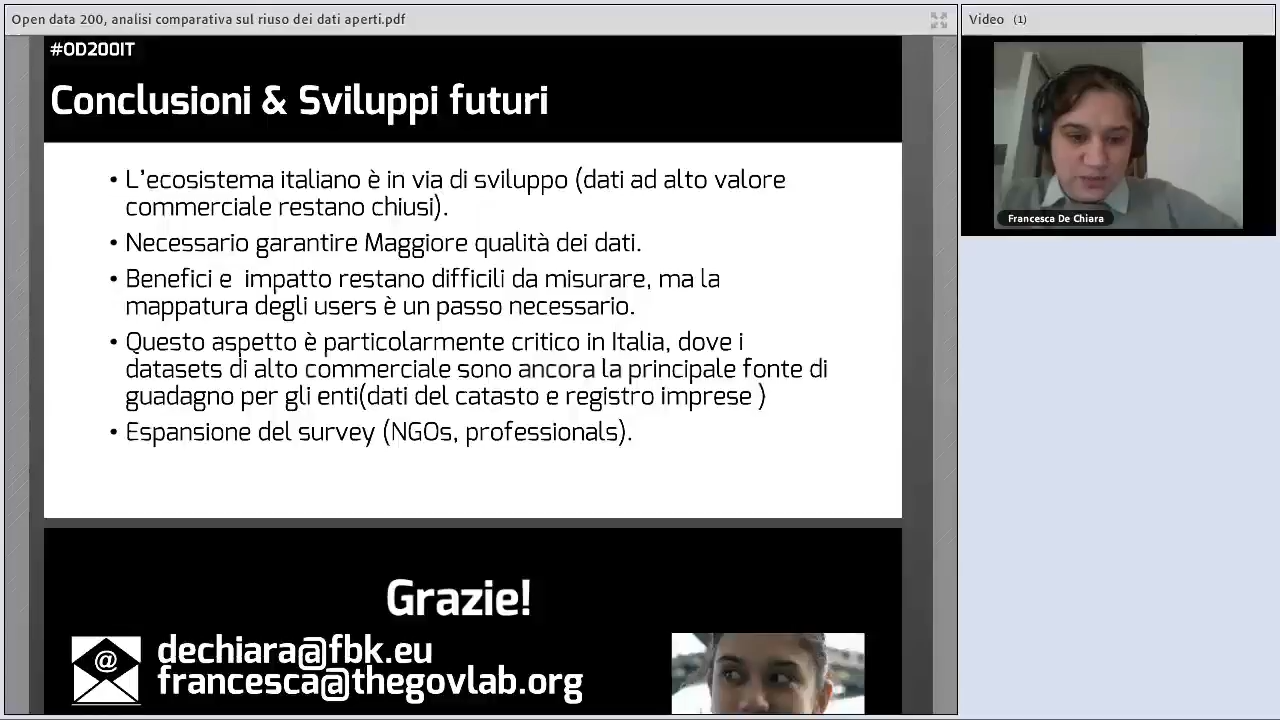 Open data 200, analisi comparativa sul riuso dei dati aperti.pdf
Video (1)
#OD200IT
Conclusioni & Sviluppi futuri
• L'ecosistema italiano è in via di sviluppo (dati ad alto valore
commerciale restano chiusi).
• Necessario garantire Maggiore qualità dei dati.
• Benefici e impatto restano difficili da misurare, ma la
mappatura degli users è un passo necessario.
• Questo aspetto è particolarmente critico in Italia, dove i
datasets di alto commerciale sono ancora la principale fonte di
guadagno per gli enti(dati del catasto e registro imprese )
• Espansione del survey (NGOs, professionals).
Francesca De Chiara
Grazie!
@
dechiara@fbk.eu
francesca@thegovlab.org